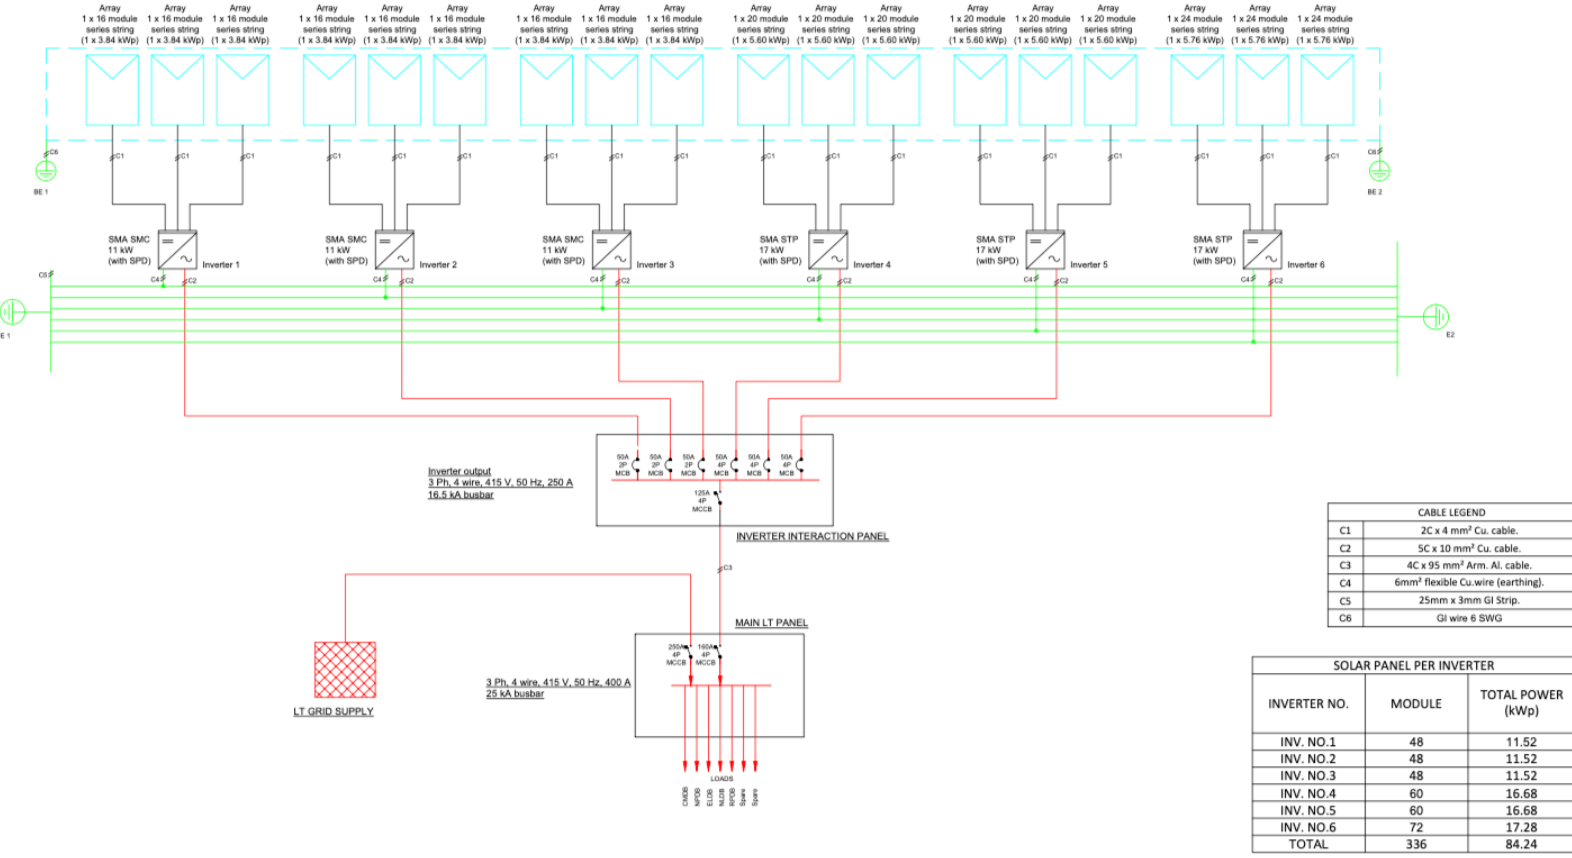 Array
1 x 16 module
series string
(1 x 3.84 kWp)
Array
1 x 16 module
series string
(1 x 3.84 kWp)
Array
1 x 16 module
series string
(1 x 3.84 kWp)
Array
1 x 16 module
series string
(1 x 3.84 kWp)
Array
1 x 16 module
series string
(1 x 3.84 kWp)
Array
1 x 16 module
series string
(1 x 3.84 kWp)
Array
1 x 16 module
series string
(1 x 3.84 kWp)
Array
1 x 16 module
series string
(1 x 3.84 kWp)
Array
1 x 16 module
series string
(1 x 3.84 kWp)
Array
1 x 20 module
series string
(1 x 5.60 kWp)
Array
1 x 20 module
series string
(1 x 5.60 kWp)
Array
1 x 20 module
series string
(1 x 5.60 kWp)
Array
1 x 20 module
series string
(1 x 5.60 kWp)
Array
1 x 20 module
series string
(1 x 5.60 kWp)
Array
1 x 20 module
series string
(1 x 5.60 kWp)
Array
1 x 24 module
series string
(1 x 5.76 kWp)
Array
1 x 24 module
series string
(1 x 5.76 kWp)
Array
1 x 24 module
series string
(1 x 5.76 kWp)
C6
C1 C1 C1 C1 C1 C1 C1 C1 C1 C1 C1 C1 C1 C1 C1 C1 C1 C1
C6
BE 1
BE 2
SMA SMC
11 kW
(with SPD)
Inverter 1
SMA SMC
11 kW
(with SPD)
Inverter 2
SMA SMC
11 kW
(with SPD)
Inverter 3
SMA STP
17 kW
(with SPD)
Inverter 4
SMA STP
17 kW
(with SPD)
Inverter 5
SMA STP
17 kW
(with SPD)
Inverter 6
C5
C4 C2 C4 C2 C4 C2 C4 C2 C4 C2 C4 C2
E 1
E2
Inverter output
3 Ph, 4 wire, 415 V, 50 Hz, 250 A
16.5 kA busbar
50A
2P
MCB
50A
2P
MCB
50A
2P
MCB
50A
4P
MCB
50A
4P
MCB
50A
4P
MCB
125A
4P
MCCB
INVERTER INTERACTION PANEL
C3
MAIN LT PANEL
250A
4P
MCCB
160A
4P
MCCB
3 Ph, 4 wire, 415 V, 50 Hz, 400 A
25 kA busbar
LT GRID SUPPLY
LOADS
CMDB
NPDB
ELDB
NLDB
RPDB
Spare
Spare
CABLE LEGEND
C1 2C x 4 mm² Cu. cable.
C2 5C x 10 mm² Cu. cable.
C3 4C x 95 mm² Arm. Al. cable.
C4 6mm² flexible Cu.wire (earthing).
C5 25mm x 3mm GI Strip.
C6 GI wire 6 SWG
SOLAR PANEL PER INVERTER
INVERTER NO. MODULE TOTAL POWER
(kWp)
INV. NO.1 48 11.52
INV. NO.2 48 11.52
INV. NO.3 48 11.52
INV. NO.4 60 16.68
INV. NO.5 60 16.68
INV. NO.6 72 17.28
TOTAL 336 84.24